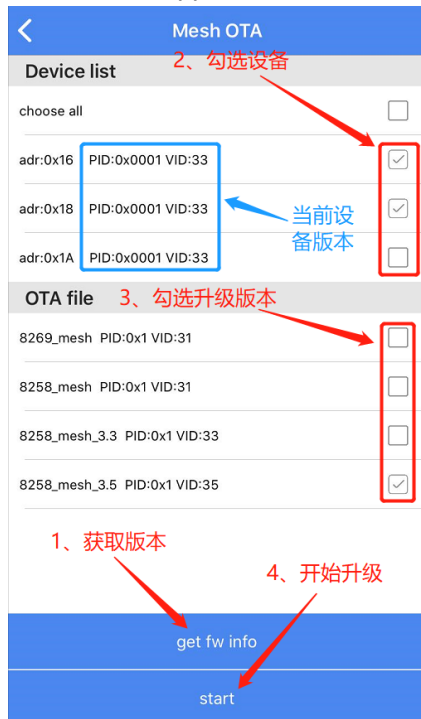 Mesh OTA
Device list
2、勾选设备
choose all
adr:0x16 PID:0x0001 VID:33
adr:0x18 PID:0x0001 VID:33
当前设
备版本
adr:0x1A PID:0x0001 VID:33
OTA file
3、勾选升级版本
8269_mesh PID:0x1 VID:31
8258_mesh PID:0x1 VID:31
8258_mesh_3.3 PID:0x1 VID:33
8258_mesh_3.5 PID:0x1 VID:35
1、获取版本
4、开始升级
get fw info
start